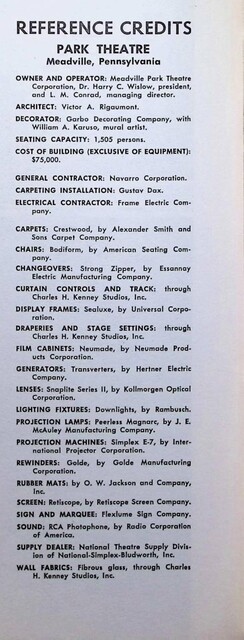 REFERENCE CREDITS
PARK THEATRE
Meadville, Pennsylvania
OWNER AND OPERATOR: Meadville Park Theatre
Corporation, Dr. Harry C. Wislow, president,
and L. M. Conrad, managing director.
ARCHITECT: Victor A. Rigaumont.
DECORATOR: Garbo Decorating Company, with
William A. Karuso, mural artist.
SEATING CAPACITY: 1,505 persons.
COST OF BUILDING (EXCLUSIVE OF EQUIPMENT):
$75,000.
GENERAL CONTRACTOR: Navarro Corporation.
CARPETING INSTALLATION: Gustav Dax.
ELECTRICAL CONTRACTOR: Frame Electric Com-
pany.
CARPETS: Crestwood, by Alexander Smith and
Sons Carpet Company.
CHAIRS: Bodiform, by American Seating Com-
pany.
CHANGEOVERS: Strong Zipper, by Essannay
Electric Manufacturing Company.
CURTAIN CONTROLS AND TRACK: through
Charles H. Kenney Studios, Inc.
DISPLAY FRAMES: Sealuxe, by Universal Corpo-
ration.
DRAPERIES AND STAGE SETTINGS: through
Charles H. Kenney Studios, Inc.
FILM CABINETS: Neumade, by Neumade Prod-
ucts Corporation.
GENERATORS: Transverters, by Hertner Electric
Company.
LENSES: Snaplite Series II, by Kollmorgen Optical
Corporation.
LIGHTING FIXTURES: Downlights, by Rambusch.
PROJECTION LAMPS: Peerless Magnarc, by J. E.
McAuley Manufacturing Company.
PROJECTION MACHINES: Simplex E-7, by Inter-
national Projector Corporation.
REWINDERS: Golde, by Golde Manufacturing
Corporation.
RUBBER MATS: by O. W. Jackson and Company,
Inc.
SCREEN: Retiscope, by Retiscope Screen Company.
SIGN AND MARQUEE: Flexlume Sign Company.
SOUND: RCA Photophone, by Radio Corporation
of America.
SUPPLY DEALER: National Theatre Supply Divis-
ion of National-Simplex-Bludworth, Inc.
WALL FABRICS: Fibrous glass, through Charles
H. Kenney Studios, Inc.